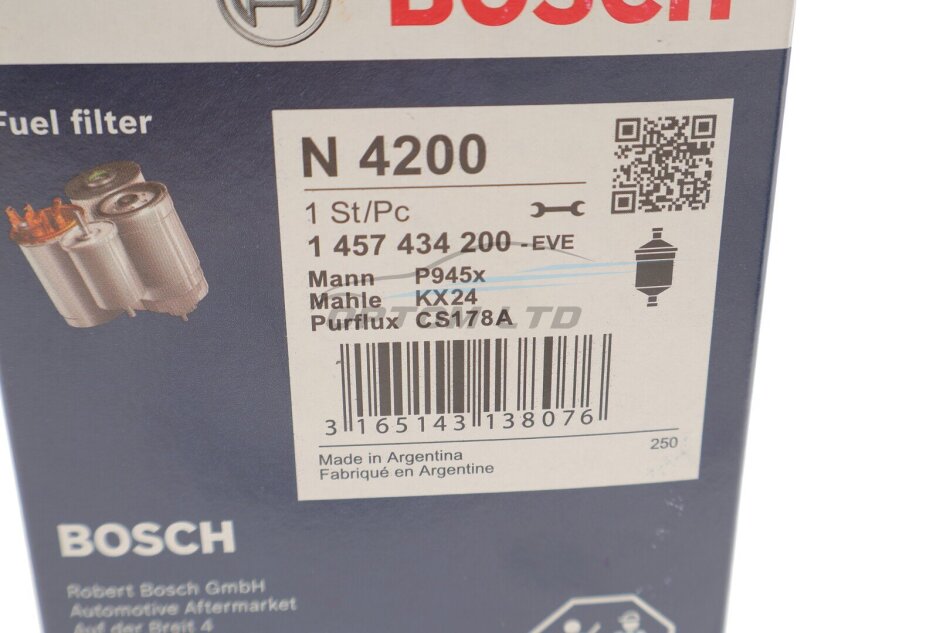 BOSCH
Fuel filter
N 4200
1 St/Pc
1 457 434 200 - EVE
Mann P945x
Mahle KX24
Purflux CS178A
OPTOM LTD
3 165143 138076
250
Made in Argentina
Fabriqué en Argentine
BOSCH
Robert Bosch GmbH
Automotive Aftermarket
Auf der Breit 4